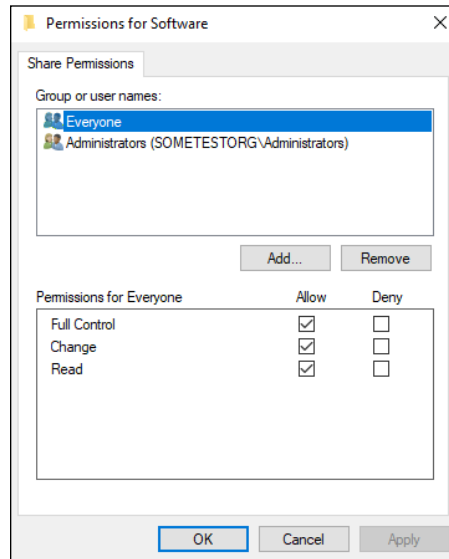 Permissions for Software
Share Permissions
Group or user names:
Everyone
Administrators (SOMETESTORG\Administrators)
Add... Remove
Permissions for Everyone Allow Deny
Full Control
Change
Read
OK Cancel Apply